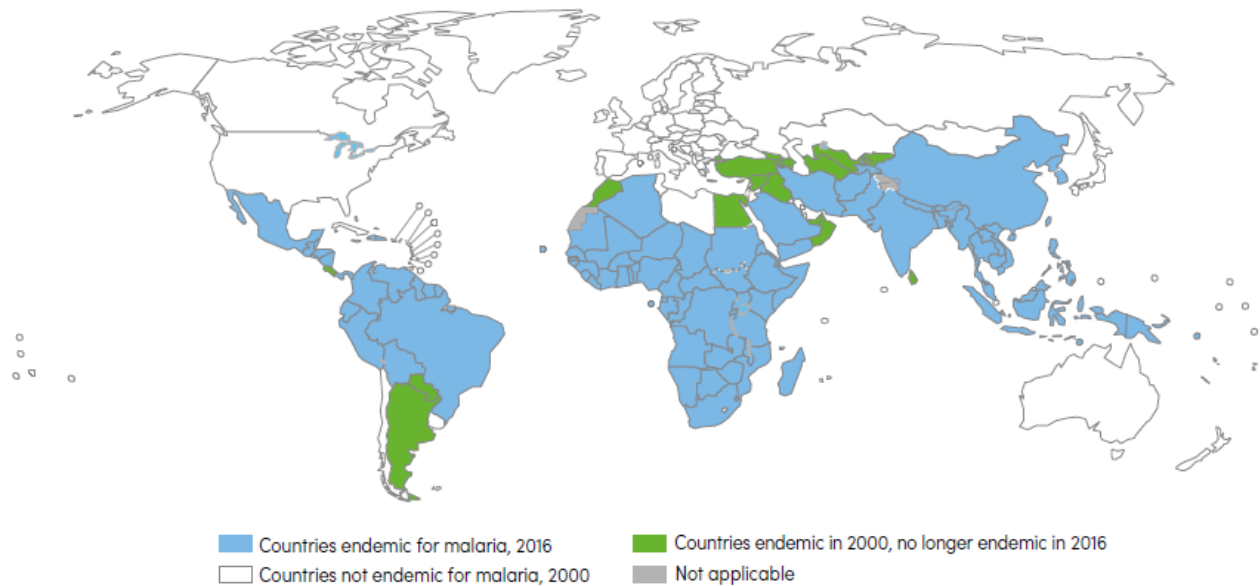 Countries endemic for malaria, 2016
Countries endemic in 2000, no longer endemic in 2016
Countries not endemic for malaria, 2000
Not applicable